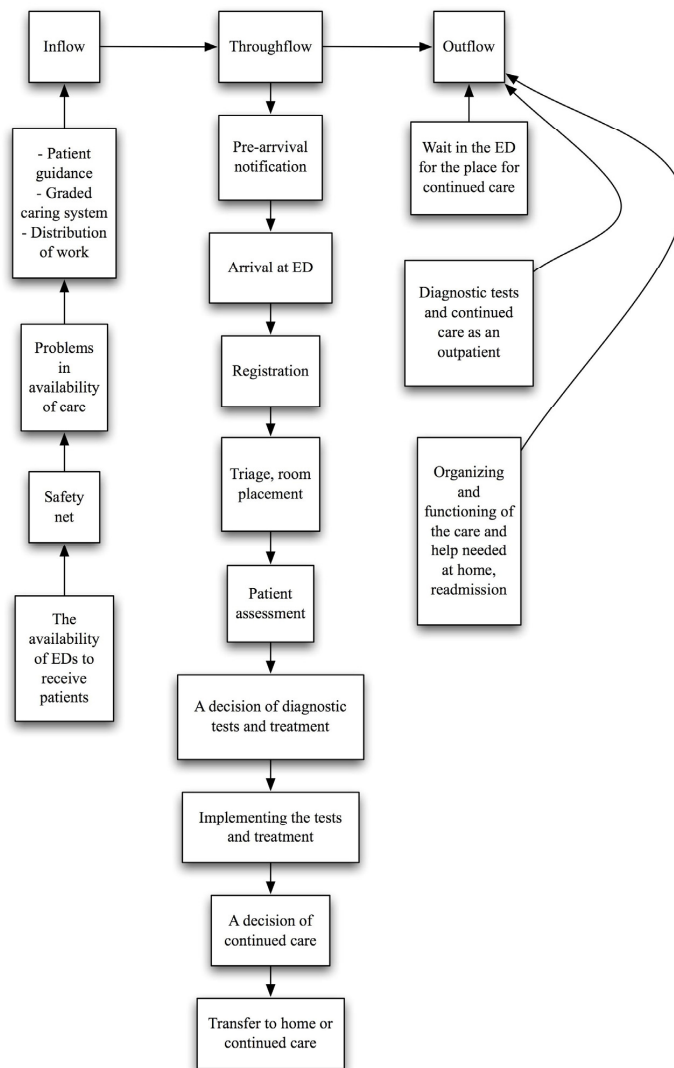 Inflow
Throughflow
Outflow
- Patient
guidance
- Graded
caring system
- Distribution
of work
Problems
in
availability
of care
Safety
net
The
availability
of EDs to
receive
patients
Pre-arrvival
notification
Arrival at ED
Registration
Triage, room
placement
Patient
assessment
A decision of diagnostic
tests and treatment
Implementing the tests
and treatment
A decision of
continued care
Transfer to home or
continued care
Wait in the ED
for the place for
continued care
Diagnostic tests
and continued
care as an
outpatient
Organizing
and
functioning of
the care and
help needed
at home,
readmission